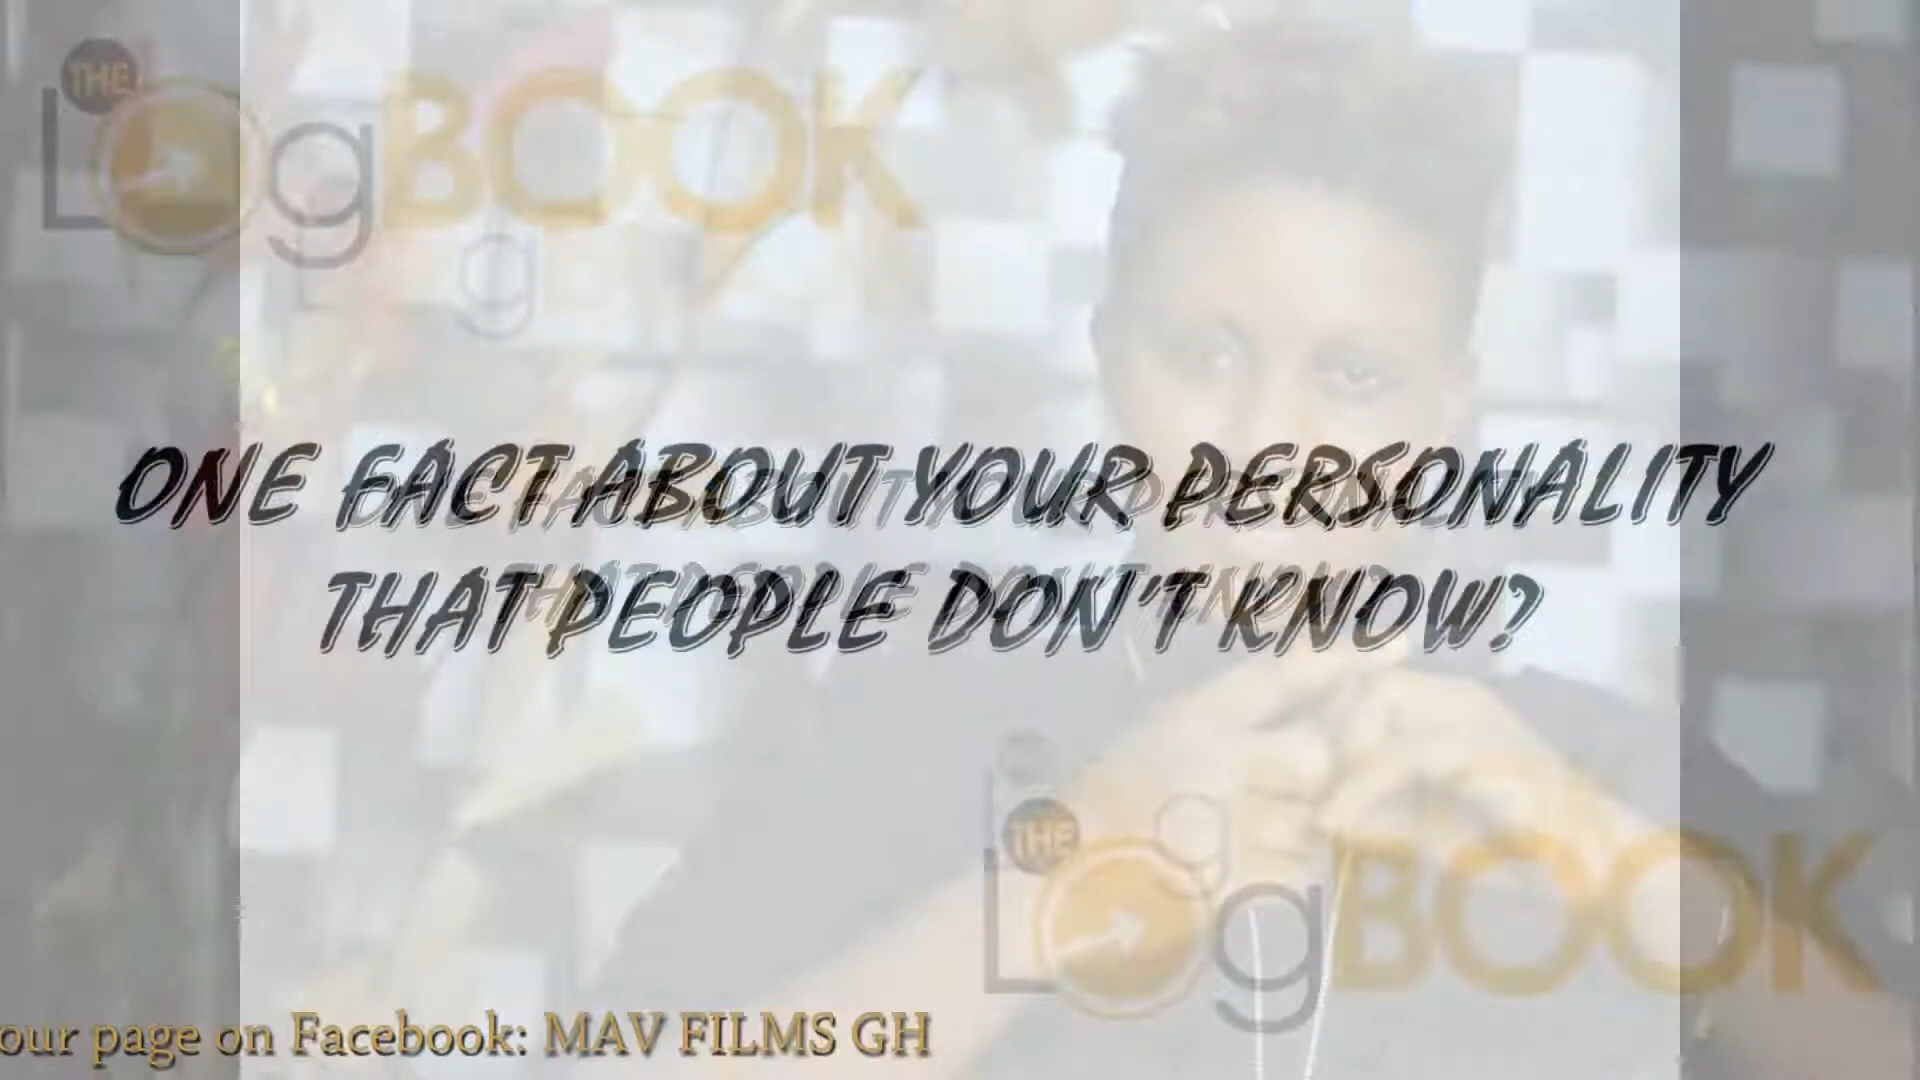 THE
LogBOOK
ONE FACT ABOUT YOUR PERSONALITY
THAT PEOPLE DON'T KNOW?
THE
LogBOOK
our page on Facebook: MAV FILMS GH